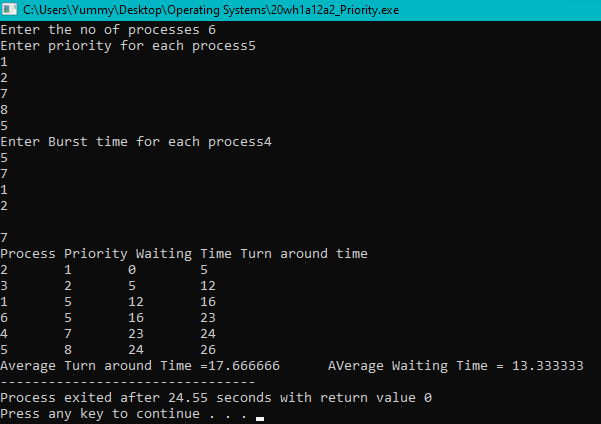 C:\Users\Yummy\Desktop\Operating Systems\20wh1a12a2_Priority.exe
Enter the no of processes 6
Enter priority for each process5
1
2
7
8
5
Enter Burst time for each process4
5
7
1
2
7
Process Priority Waiting Time Turn around time
2 1 0 5
3 2 5 12
1 5 12 16
6 5 16 23
4 7 23 24
5 8 24 26
Average Turn around Time =17.666666 AVerage Waiting Time = 13.333333
--------------------------------
Process exited after 24.55 seconds with return value 0
Press any key to continue . . .